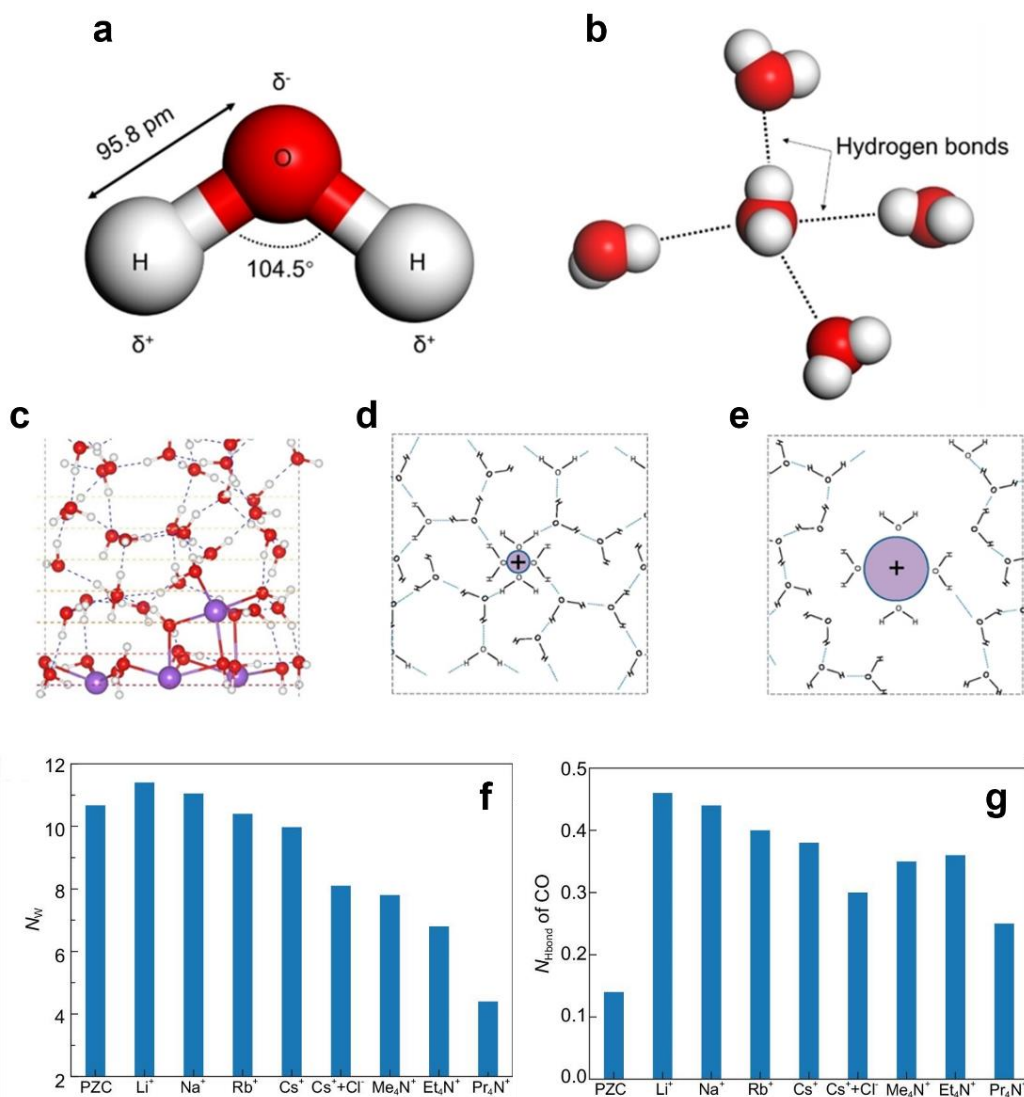 a
δ-
95.8 pm
O
H
H
104.5°
δ+
δ+
b
Hydrogen bonds
c
d
+
e
+
f
12
10
8
6
4
2
N_W
PZC Li⁺ Na⁺ Rb⁺ Cs⁺ Cs⁺+Cl⁻ Me₄N⁺ Et₄N⁺ Pr₄N⁺
g
0.5
0.4
0.3
0.2
0.1
0.0
N_Hbond of CO
PZC Li⁺ Na⁺ Rb⁺ Cs⁺ Cs⁺+Cl⁻ Me₄N⁺ Et₄N⁺ Pr₄N⁺